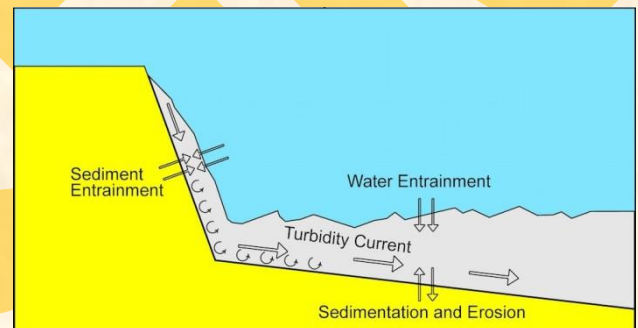 Sediment
Entrainment
Water Entrainment
Turbidity Current
Sedimentation and Erosion